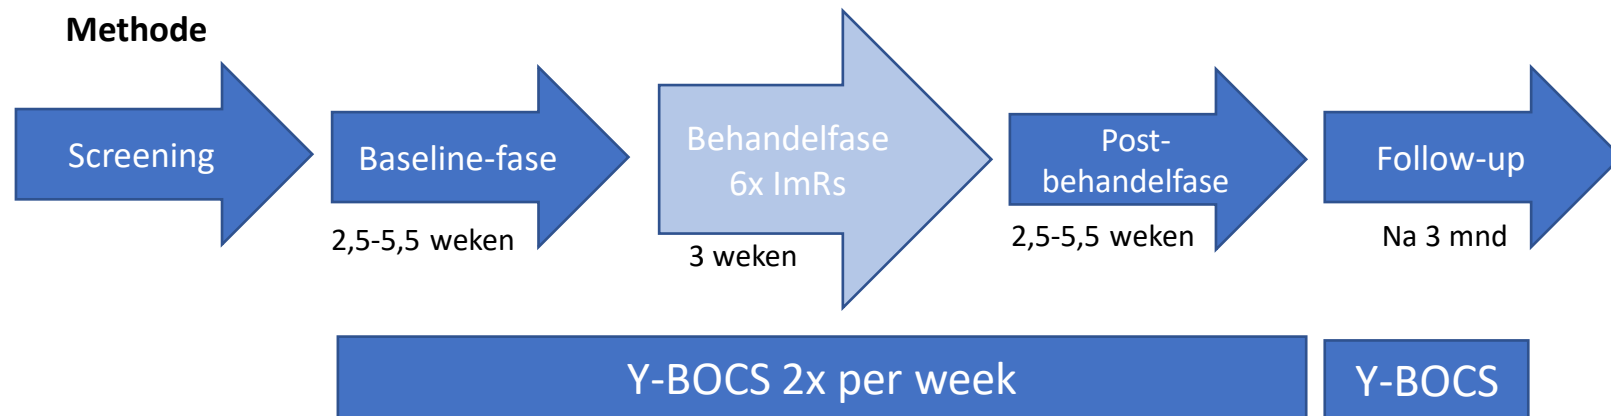 Methode
Screening
Baseline-fase
2,5-5,5 weken
Behandelfase
6x ImRs
3 weken
Post-
behandelfase
2,5-5,5 weken
Follow-up
Na 3 mnd
Y-BOCS 2x per week
Y-BOCS